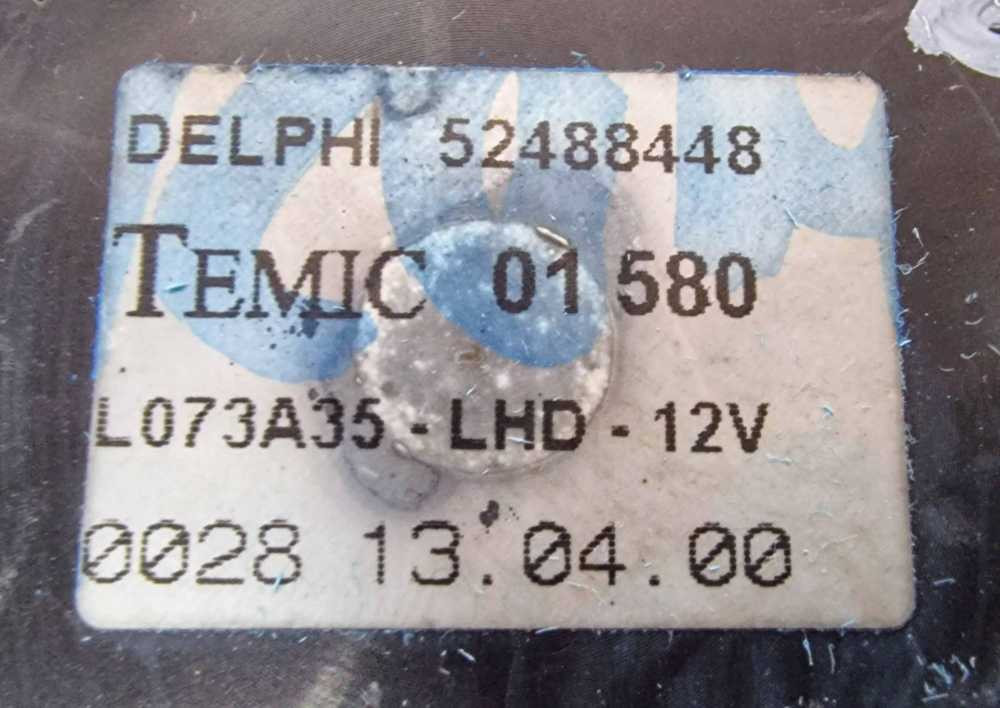 DELPHI 52488448
TEMIC 01 580
L073A35 - LHD - 12V
0028 13.04.00